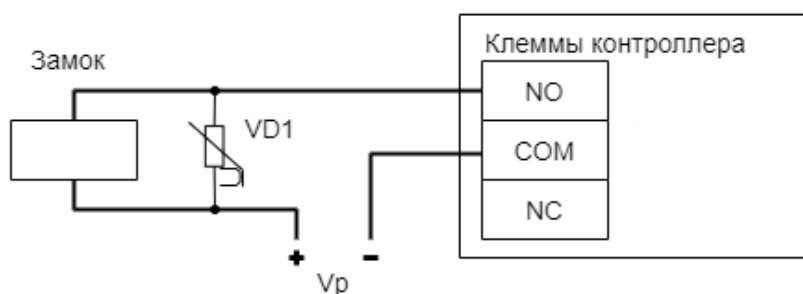 Замок
Клеммы контроллера
NO
VD1
COM
NC
+ -
Vp